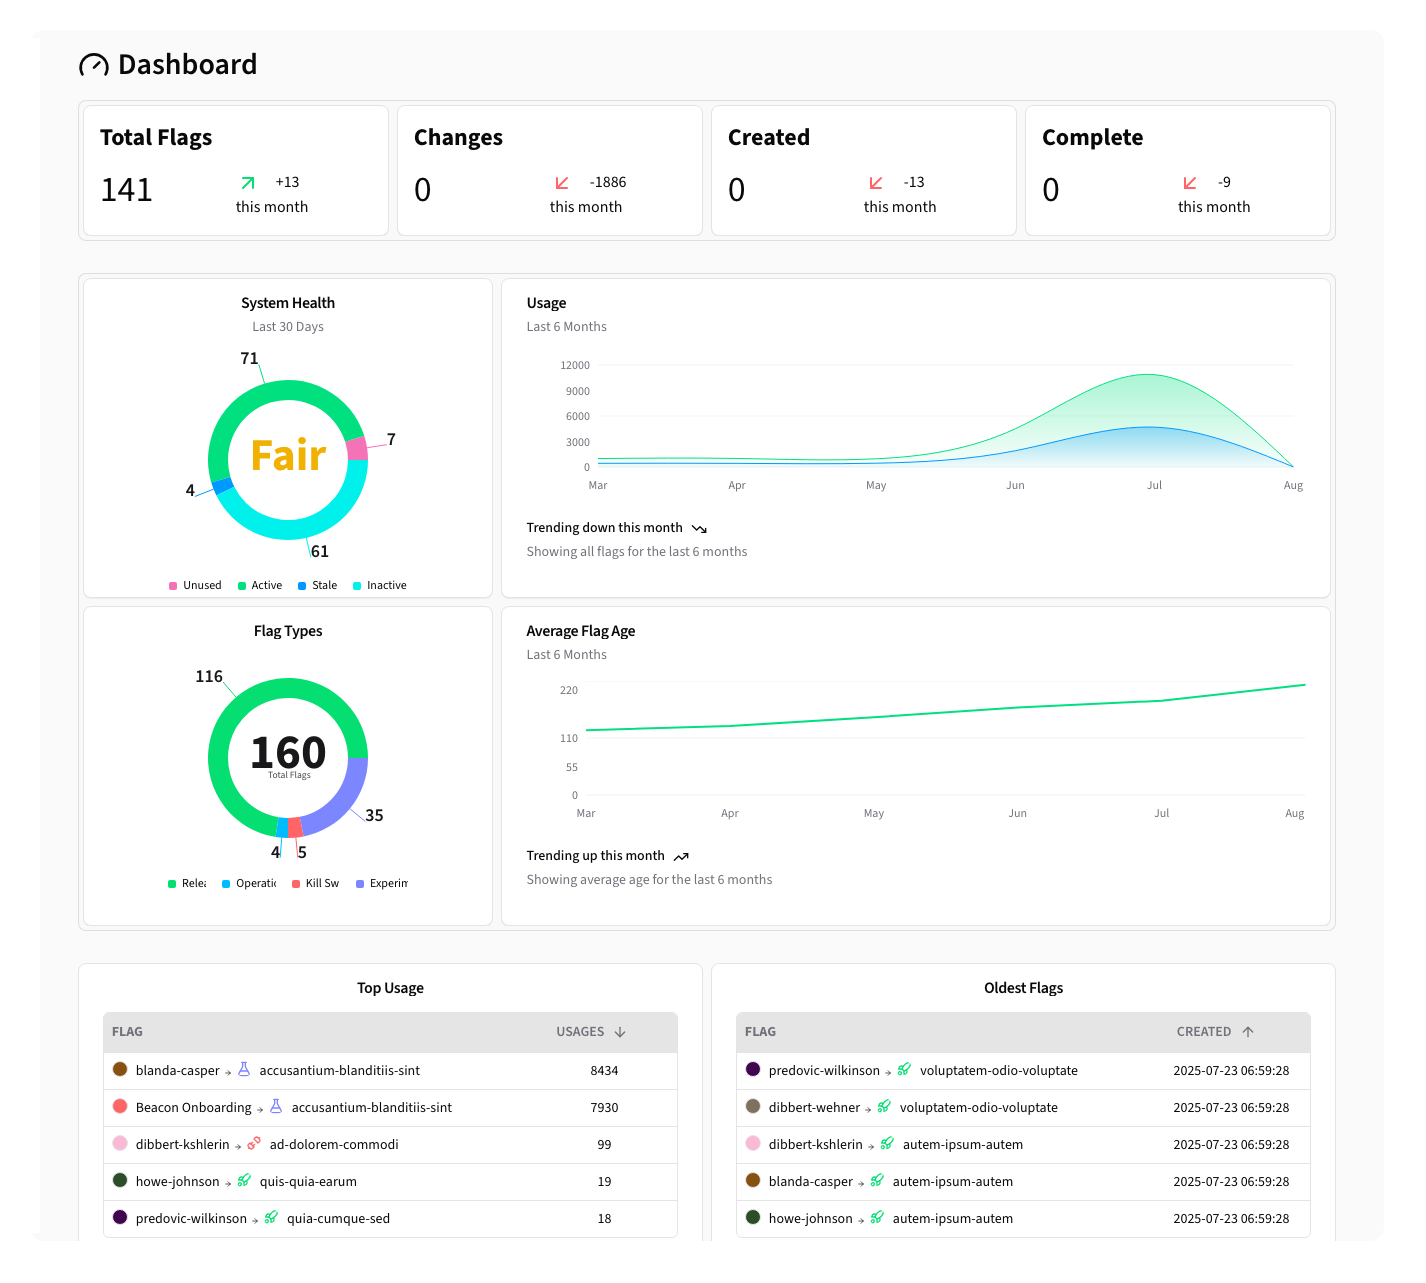 Dashboard
Total Flags
141
+13
this month
Changes
0
-1886
this month
Created
0
-13
this month
Complete
0
-9
this month
System Health
Last 30 Days
71
7
Fair
4
61
Unused Active Stale Inactive
Usage
Last 6 Months
12000
9000
6000
3000
0
Mar Apr May Jun Jul Aug
Trending down this month
Showing all flags for the last 6 months
Flag Types
116
160
Total Flags
35
4 5
Relea Operatic Kill Sw Experim
Average Flag Age
Last 6 Months
220
110
55
0
Mar Apr May Jun Jul Aug
Trending up this month
Showing average age for the last 6 months
Top Usage
FLAG USAGES ↓
blanda-casper → accusantium-blanditiis-sint 8434
Beacon Onboarding → accusantium-blanditiis-sint 7930
dibbert-kshlerin → ad-dolorem-commodi 99
howe-johnson → quis-quia-earum 19
predovic-wilkinson → quia-cumque-sed 18
Oldest Flags
FLAG CREATED ↑
predovic-wilkinson → voluptatem-odio-voluptate 2025-07-23 06:59:28
dibbert-wehner → voluptatem-odio-voluptate 2025-07-23 06:59:28
dibbert-kshlerin → autem-ipsum-autem 2025-07-23 06:59:28
blanda-casper → autem-ipsum-autem 2025-07-23 06:59:28
howe-johnson → autem-ipsum-autem 2025-07-23 06:59:28